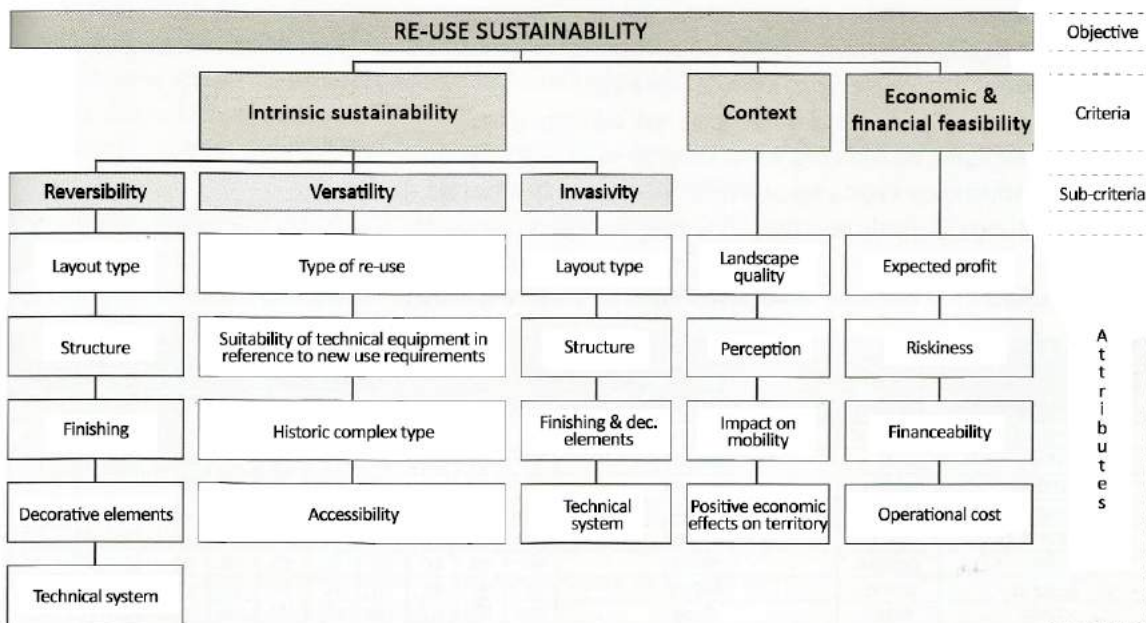 RE-USE SUSTAINABILITY
Objective
Intrinsic sustainability
Context
Economic &
financial feasibility
Criteria
Reversibility
Versatility
Invasivity
Sub-criteria
Layout type
Type of re-use
Layout type
Landscape
quality
Expected profit
Structure
Suitability of technical equipment in
reference to new use requirements
Structure
Perception
Riskiness
Finishing
Historic complex type
Finishing & dec.
elements
Impact on
mobility
Financeability
Decorative elements
Accessibility
Technical
system
Positive economic
effects on territory
Operational cost
Technical system
Attributes